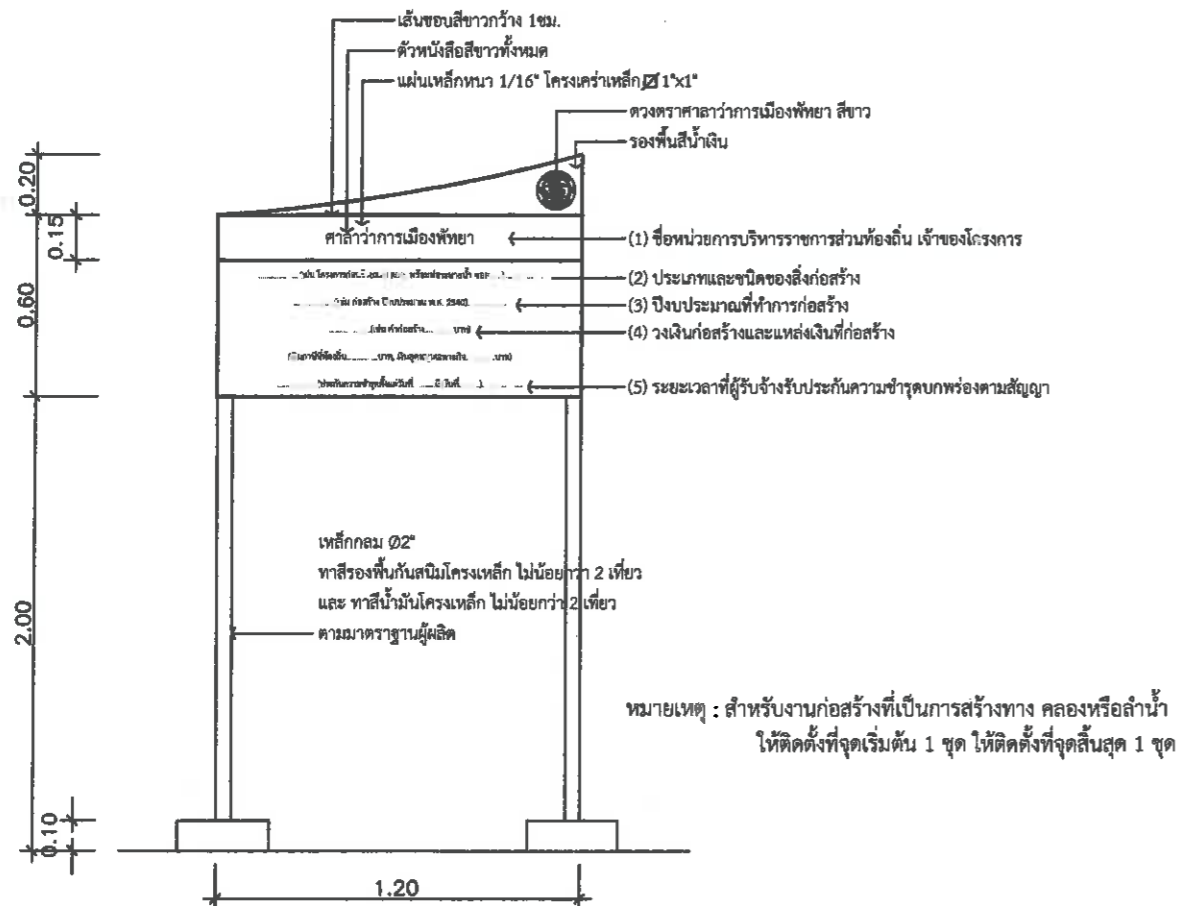 เส้นขอบสีขาวกว้าง 1ซม.
ตัวหนังสือสีขาวทั้งหมด
แผ่นเหล็กหนา 1/16" โครงเคร่าเหล็ก 1"x1"
ดวงตราศาลาว่าการเมืองพัทยา สีขาว
รองพื้นสีน้ำเงิน
0.20
0.15
0.60
ศาลาว่าการเมืองพัทยา
(1) ชื่อหน่วยการบริหารราชการส่วนท้องถิ่น เจ้าของโครงการ
(2) ประเภทและชนิดของสิ่งก่อสร้าง
(3) ปีงบประมาณที่ทำการก่อสร้าง
(4) วงเงินก่อสร้างและแหล่งเงินที่ก่อสร้าง
(5) ระยะเวลาที่ผู้รับจ้างรับประกันความชำรุดบกพร่องตามสัญญา
เหล็กกลม Ø2"
ทาสีรองพื้นกันสนิมโครงเหล็ก ไม่น้อยกว่า 2 เที่ยว
และ ทาสีน้ำมันโครงเหล็ก ไม่น้อยกว่า 2 เที่ยว
ตามมาตราฐานผู้ผลิต
2.00
หมายเหตุ : สำหรับงานก่อสร้างที่เป็นการสร้างทาง คลองหรือลำน้ำ
ให้ติดตั้งที่จุดเริ่มต้น 1 ชุด ให้ติดตั้งที่จุดสิ้นสุด 1 ชุด
0.10
1.20